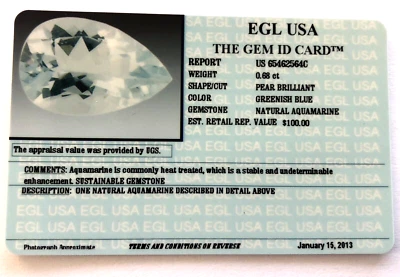 EGL USA
THE GEM ID CARD™
REPORT US 65462564C
WEIGHT 0.68 ct
SHAPE/CUT PEAR BRILLIANT
COLOR GREENISH BLUE
GEMSTONE NATURAL AQUAMARINE
EST. RETAIL REP. VALUE $100.00
The appraisal value was provided by UGS.
COMMENTS: Aquamarine is commonly heat treated, which is a stable and undeterminable
enhancement. SUSTAINABLE GEMSTONE
DESCRIPTION: ONE NATURAL AQUAMARINE DESCRIBED IN DETAIL ABOVE
Photograph Approximate TERMS AND CONDITIONS ON REVERSE January 15, 2013